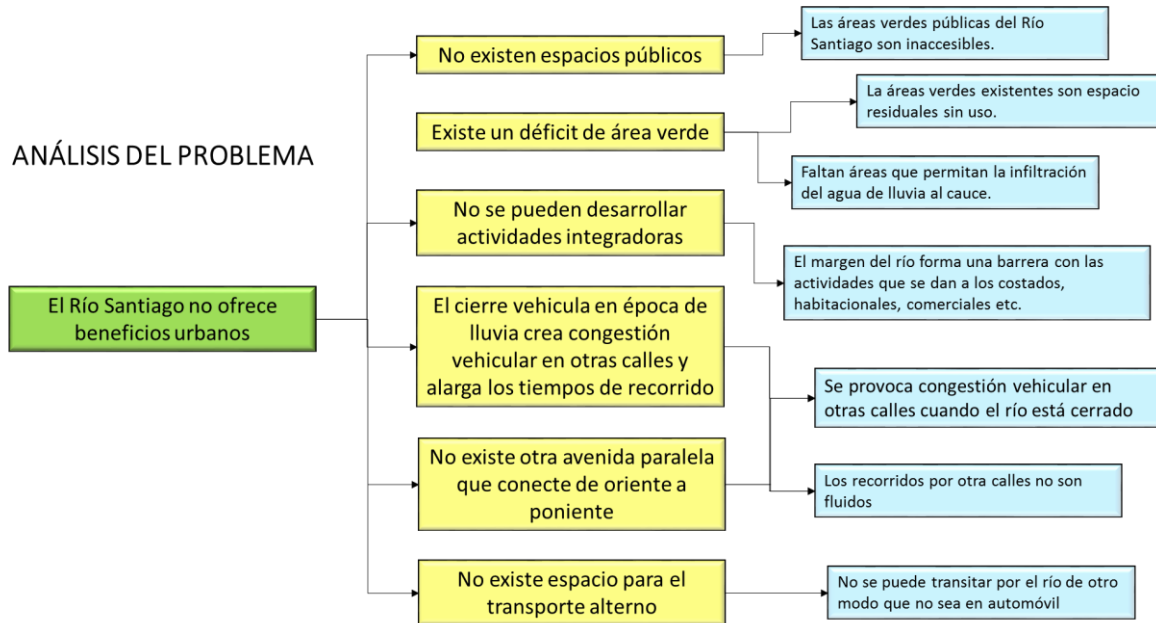 ANÁLISIS DEL PROBLEMA
El Río Santiago no ofrece
beneficios urbanos
No existen espacios públicos
Las áreas verdes públicas del Río
Santiago son inaccesibles.
Existe un déficit de área verde
La áreas verdes existentes son espacio
residuales sin uso.
Faltan áreas que permitan la infiltración
del agua de lluvia al cauce.
No se pueden desarrollar
actividades integradoras
El margen del río forma una barrera con las
actividades que se dan a los costados,
habitacionales, comerciales etc.
El cierre vehicula en época de
lluvia crea congestión
vehicular en otras calles y
alarga los tiempos de recorrido
Se provoca congestión vehicular en
otras calles cuando el río está cerrado
No existe otra avenida paralela
que conecte de oriente a
poniente
Los recorridos por otra calles no son
fluidos
No existe espacio para el
transporte alterno
No se puede transitar por el río de otro
modo que no sea en automóvil